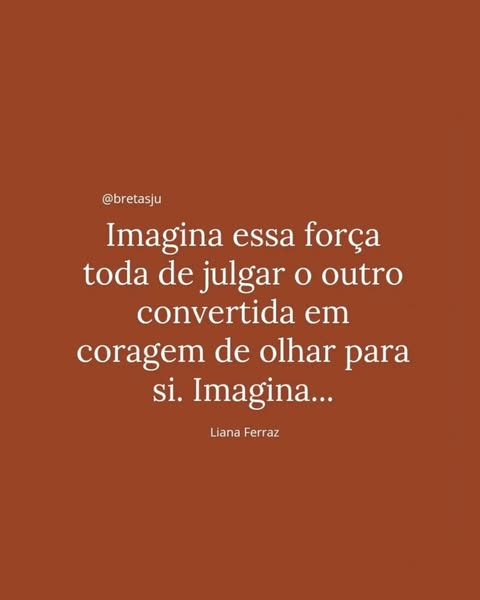 @bretasju
Imagina essa força
toda de julgar o outro
convertida em
coragem de olhar para
si. Imagina...
Liana Ferraz